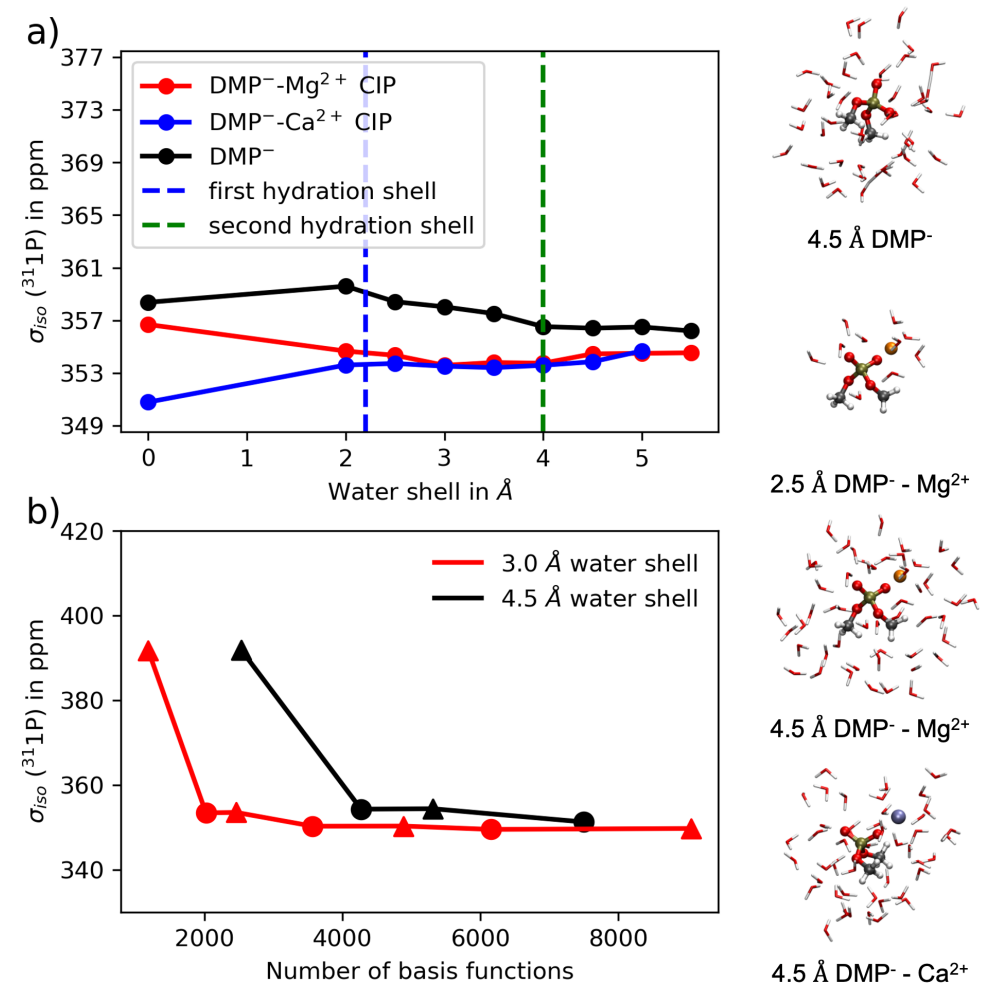 a)
377
373
369
365
361
357
353
349
σiso (³¹1P) in ppm
DMP⁻-Mg²⁺ CIP
DMP⁻-Ca²⁺ CIP
DMP⁻
first hydration shell
second hydration shell
0 1 2 3 4 5
Water shell in Å
4.5 Å DMP⁻
2.5 Å DMP⁻ - Mg²⁺
b)
420
400
380
360
340
σiso (³¹1P) in ppm
3.0 Å water shell
4.5 Å water shell
2000 4000 6000 8000
Number of basis functions
4.5 Å DMP⁻ - Mg²⁺
4.5 Å DMP⁻ - Ca²⁺